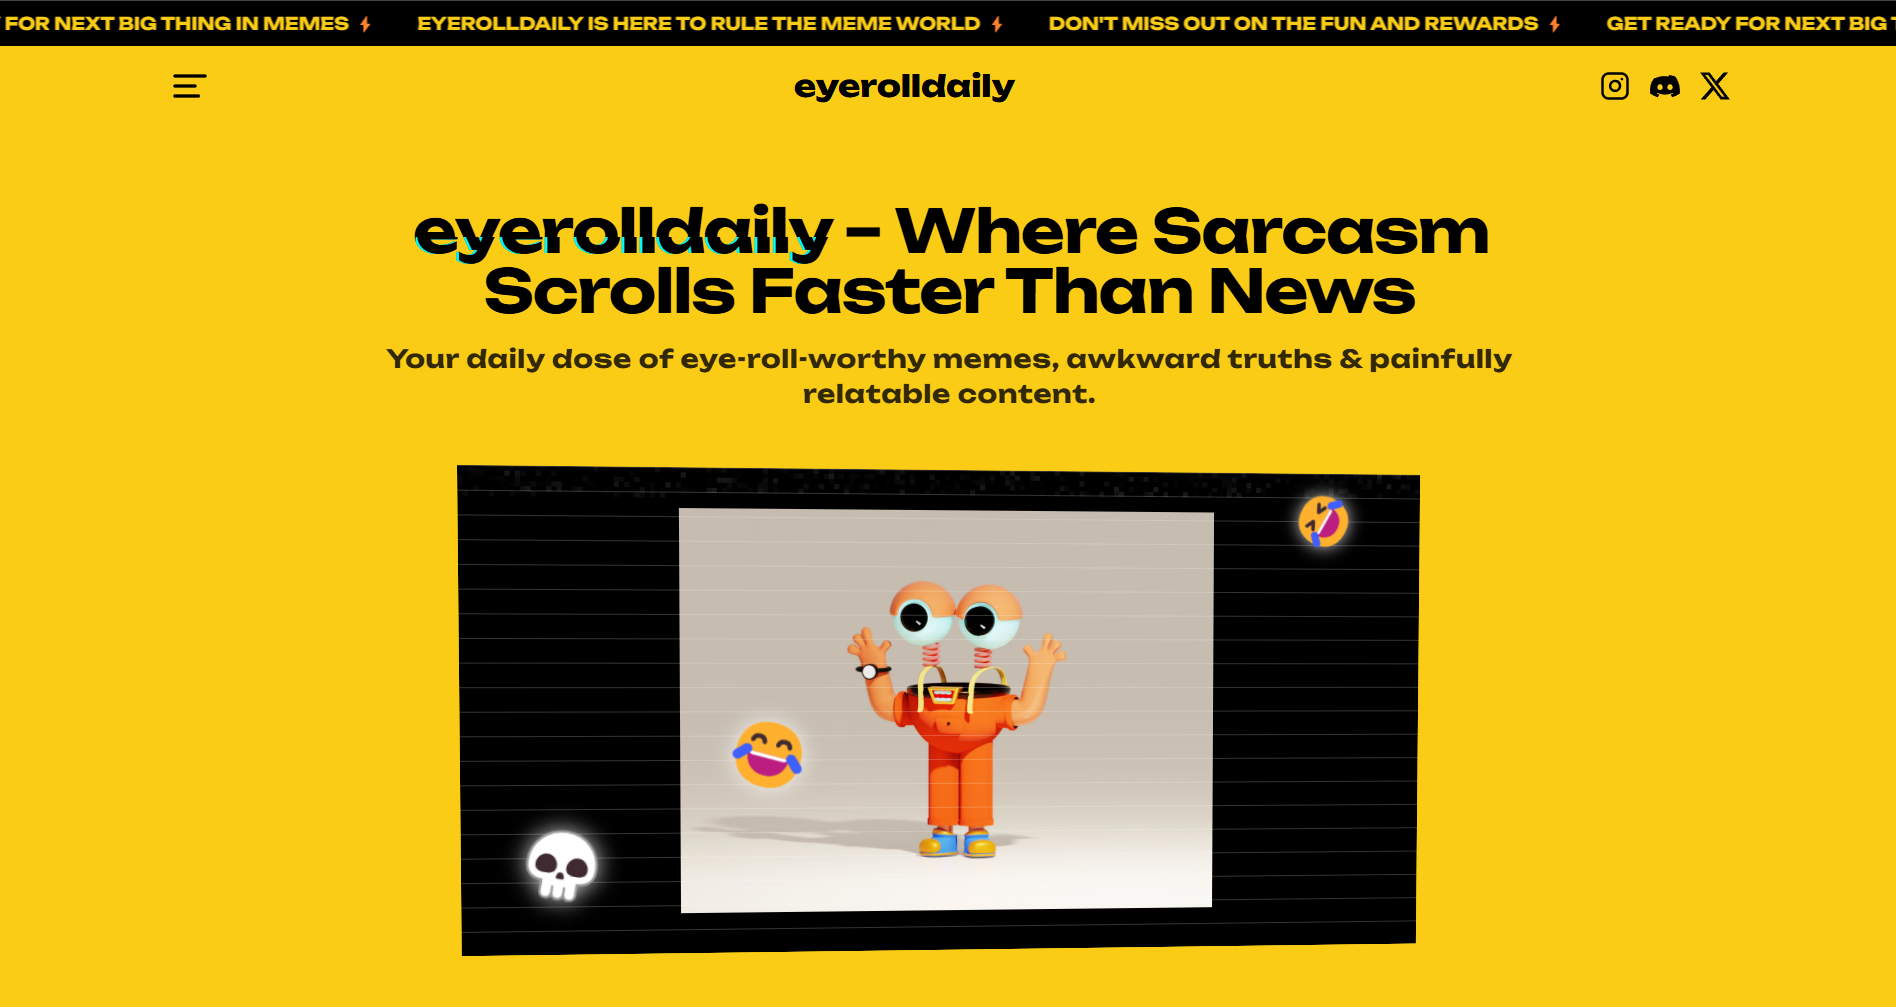 FOR NEXT BIG THING IN MEMES EYEROLLDAILY IS HERE TO RULE THE MEME WORLD DON'T MISS OUT ON THE FUN AND REWARDS GET READY FOR NEXT BIG
eyerolldaily
eyerolldaily – Where Sarcasm
Scrolls Faster Than News
Your daily dose of eye-roll-worthy memes, awkward truths & painfully
relatable content.